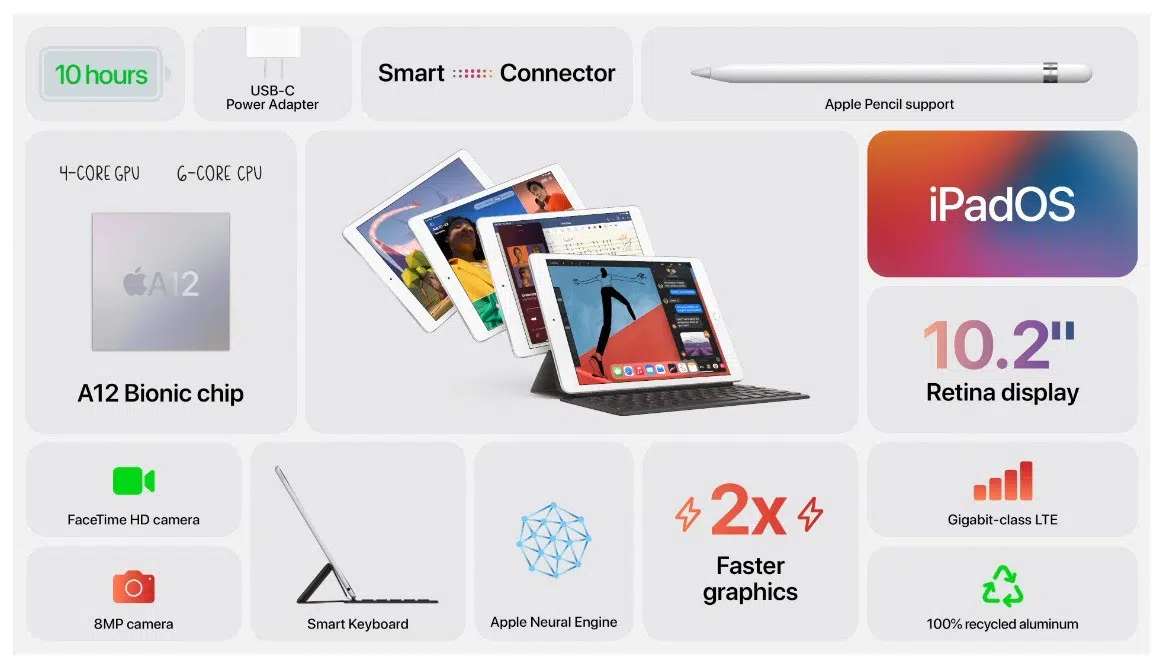 10 hours
USB-C
Power Adapter
Smart Connector
Apple Pencil support
4-CORE GPU 6-CORE CPU
A12
A12 Bionic chip
iPadOS
10.2"
Retina display
FaceTime HD camera
8MP camera
Smart Keyboard
Apple Neural Engine
2x
Faster
graphics
Gigabit-class LTE
100% recycled aluminum